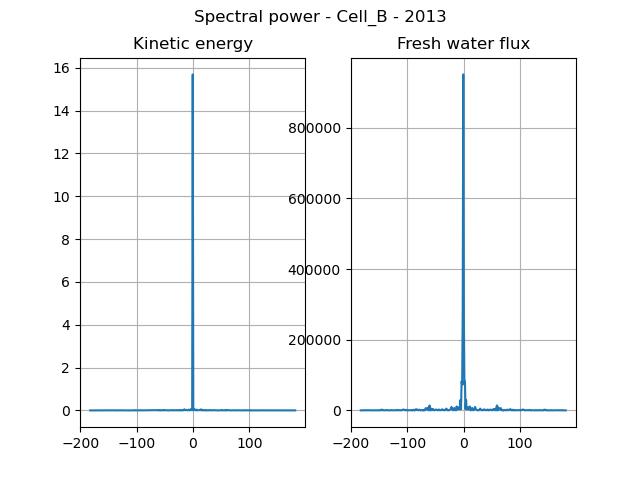 Spectral power - Cell_B - 2013
Kinetic energy
16
14
12
10
8
6
4
2
0
−200 −100 0 100
Fresh water flux
800000
600000
400000
200000
0
−200 −100 0 100